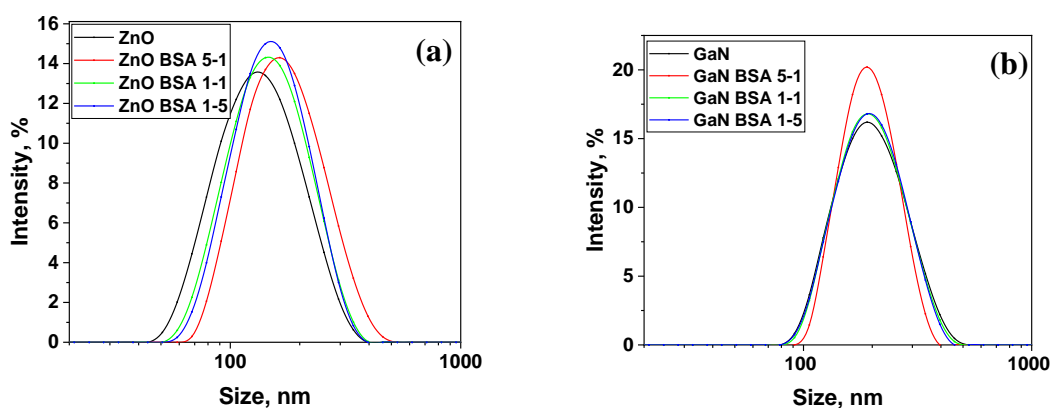 16
14
12
10
8
6
4
2
0
Intensity, %
ZnO
ZnO BSA 5-1
ZnO BSA 1-1
ZnO BSA 1-5
(a)
100
1000
Size, nm
20
15
10
5
0
Intensity, %
GaN
GaN BSA 5-1
GaN BSA 1-1
GaN BSA 1-5
(b)
100
1000
Size, nm